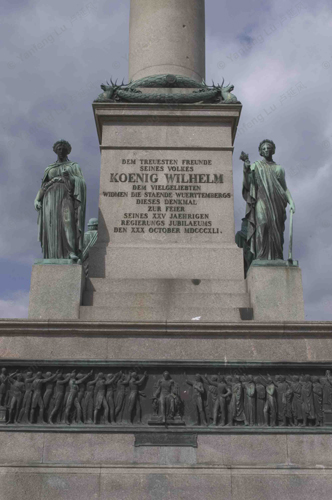 DEM TREUESTEN FREUNDE
SEINES VOLKES
KOENIG WILHELM
DEM VIELGELIEBTEN
WIDMEN DIE STAENDE WUERTTEMBERGS
DIESES DENKMAL
ZUR FEIER
SEINES XXV JAEHRIGEN
REGIERUNGS JUBILAEUMS
DEN XXX OCTOBER MDCCCXLI.